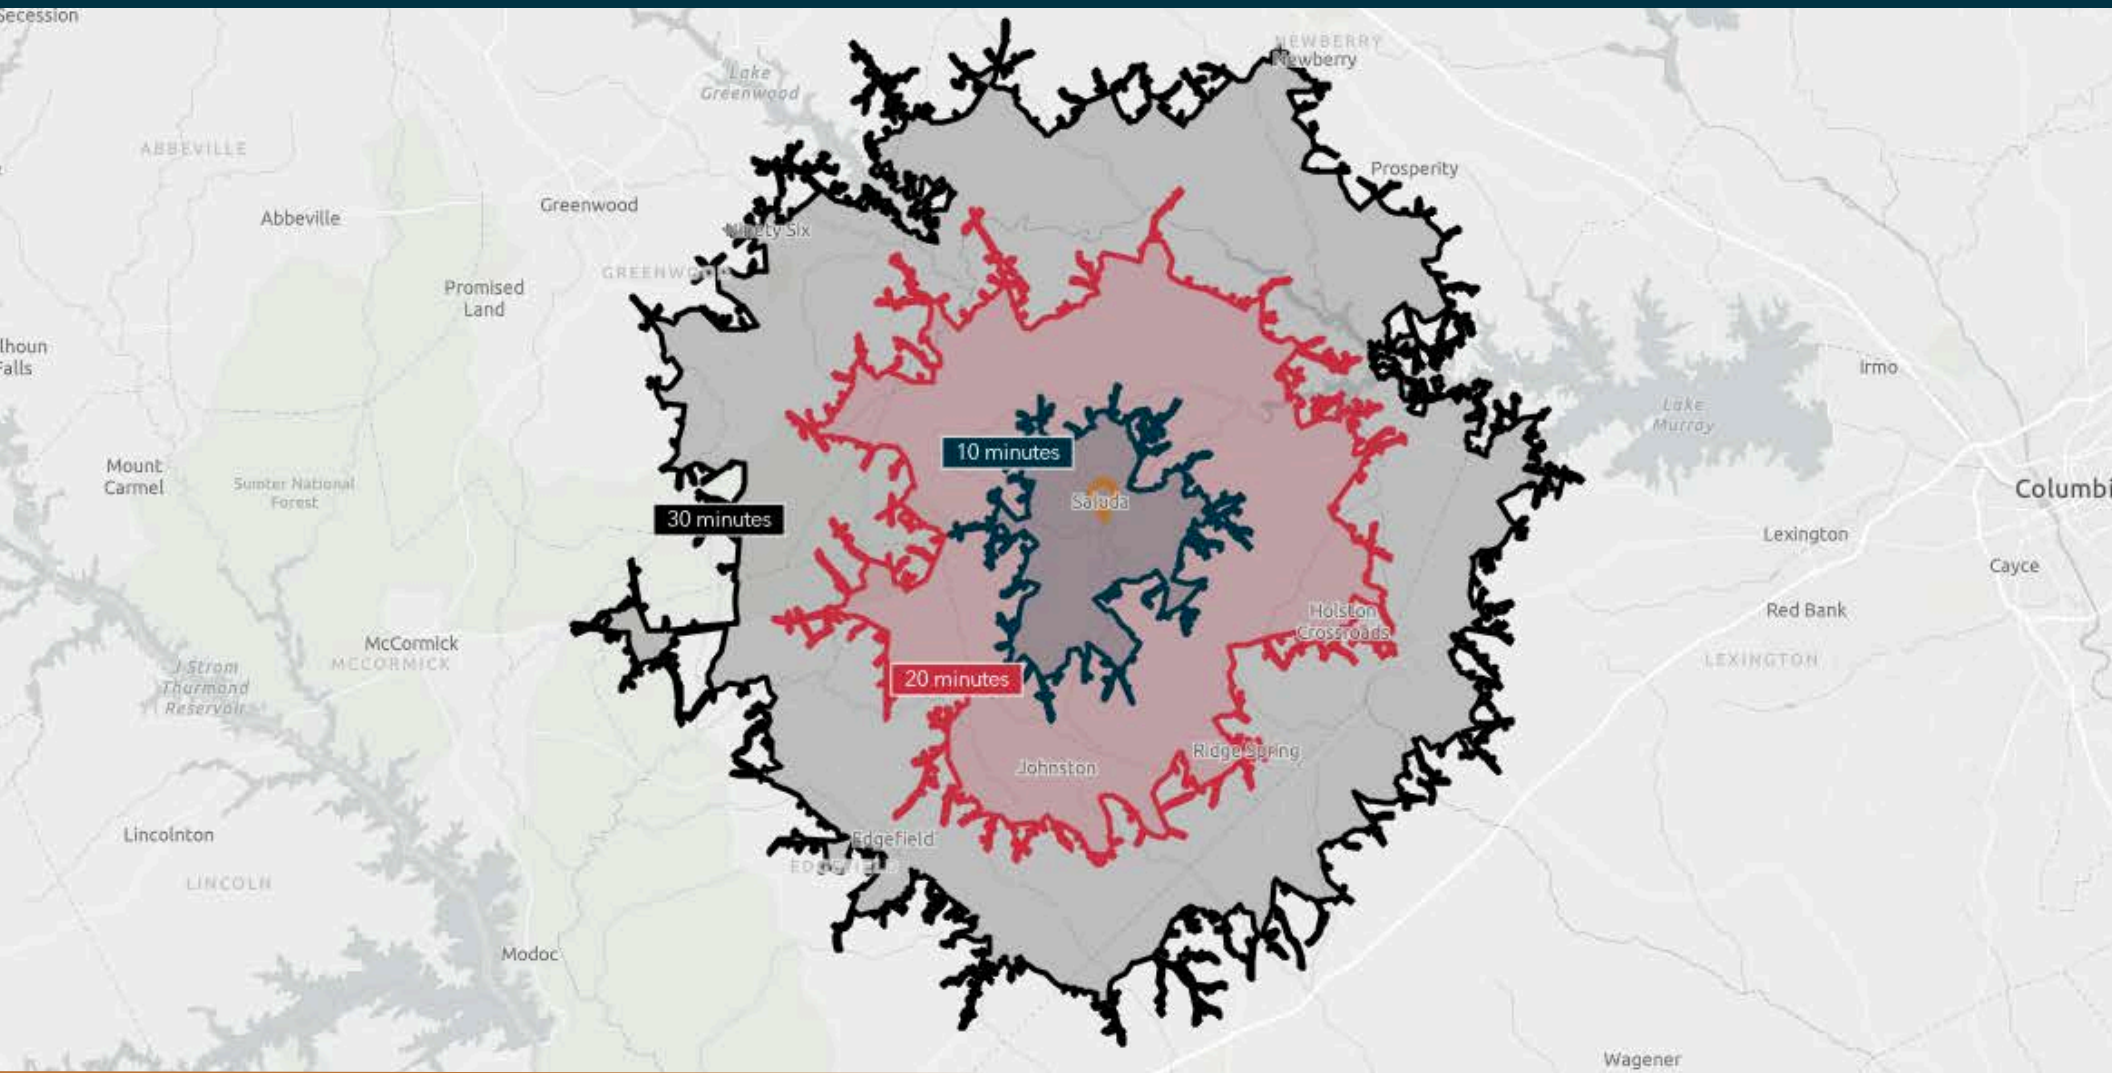 Secession
NEWBERRY
Newberry
Lake
Greenwood
ABBEVILLE
Prosperity
Greenwood
Abbeville
Ninety Six
GREENWOOD
Promised
Land
lhoun
Falls
Irmo
Lake
Murray
10 minutes
Mount
Carmel
Sumter National
Forest
Saluda
Columbi
30 minutes
Lexington
Cayce
Holston
Crossroads
Red Bank
McCormick
MCCORMICK
LEXINGTON
J Strom
Thurmond
Reservoir
20 minutes
Ridge Spring
Johnston
Lincolnton
Edgefield
EDGEFIELD
LINCOLN
Modoc
Wagener